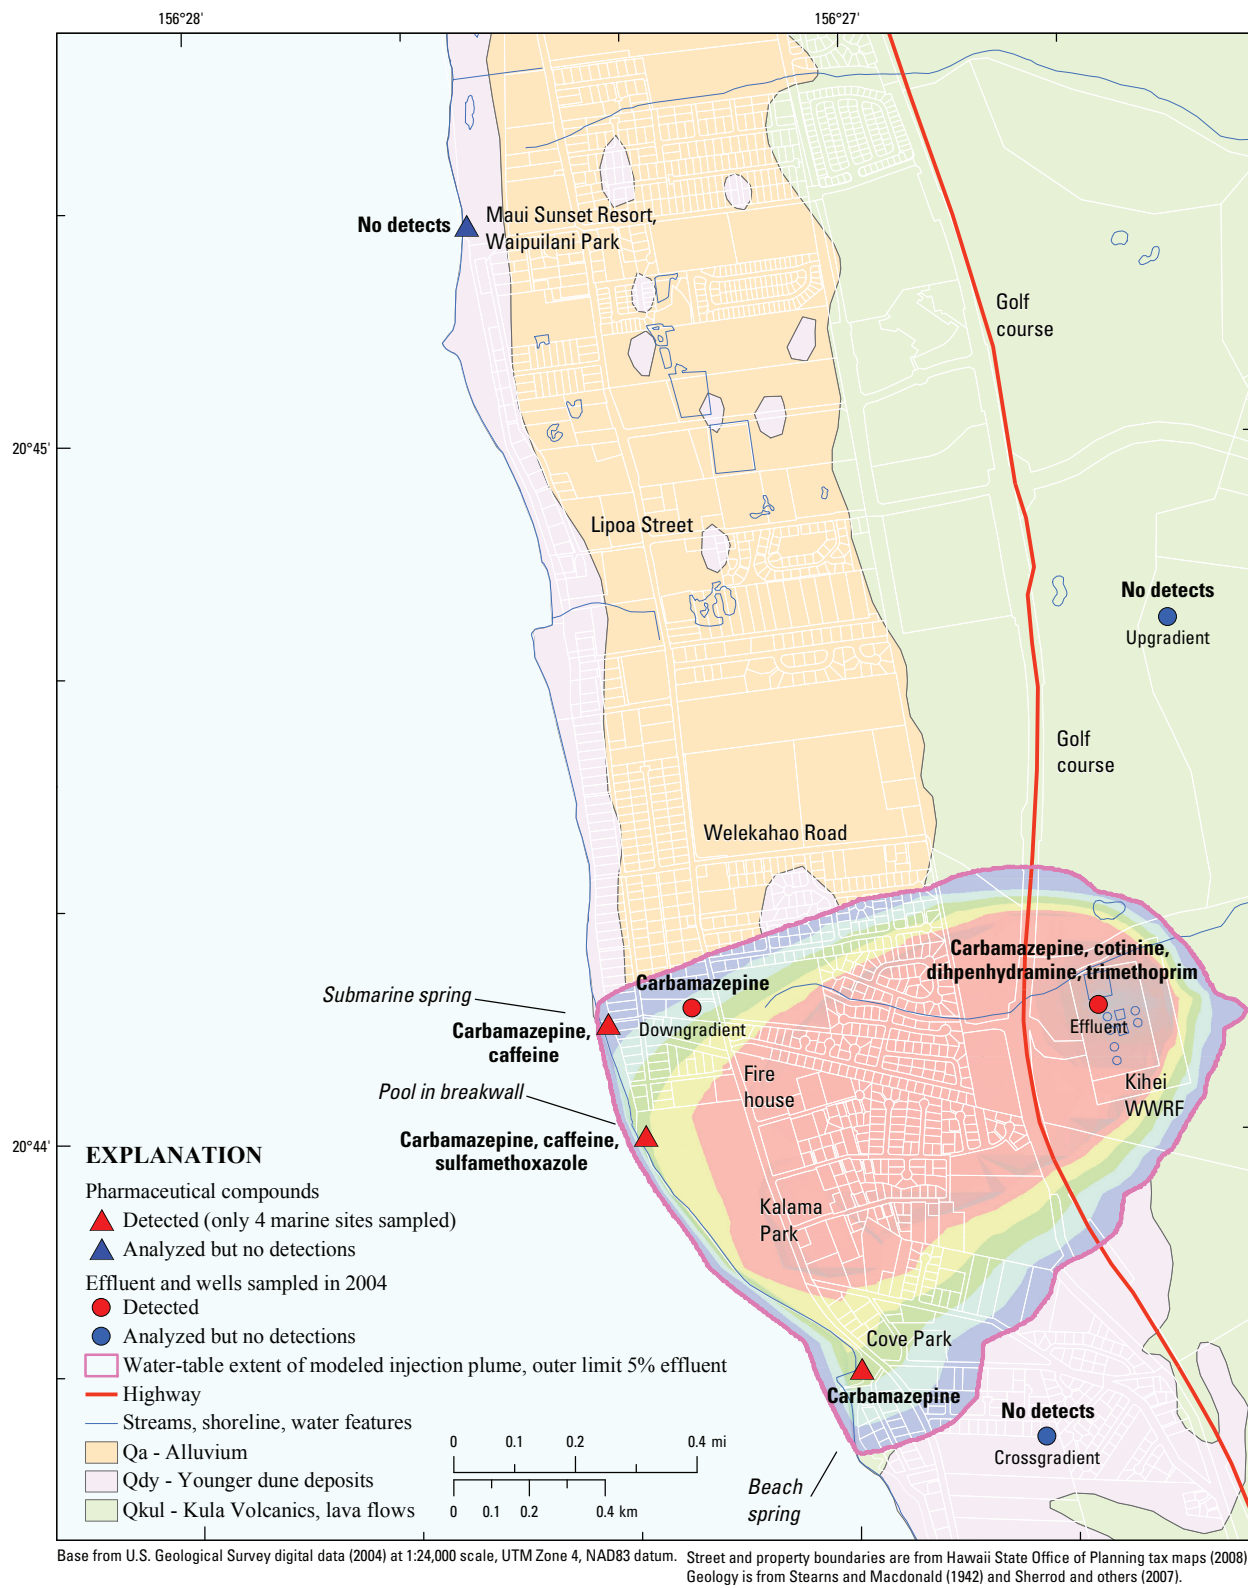 156°28'
156°27'
No detects
Maui Sunset Resort,
Waipuilani Park
Golf
course
20°45'
Lipoa Street
No detects
Upgradient
Golf
course
Welekahao Road
Carbamazepine, cotinine,
dihpenhydramine, trimethoprim
Submarine spring
Carbamazepine
Carbamazepine,
caffeine
Downgradient
Effluent
Fire
house
Kihei
WWRF
Pool in breakwall
Carbamazepine, caffeine,
sulfamethoxazole
20°44'
Kalama
Park
Cove Park
Carbamazepine
No detects
Crossgradient
Beach
spring
EXPLANATION
Pharmaceutical compounds
Detected (only 4 marine sites sampled)
Analyzed but no detections
Effluent and wells sampled in 2004
Detected
Analyzed but no detections
Water-table extent of modeled injection plume, outer limit 5% effluent
Highway
Streams, shoreline, water features
Qa - Alluvium
Qdy - Younger dune deposits
Qkul - Kula Volcanics, lava flows
0 0.1 0.2 0.4 mi
0 0.1 0.2 0.4 km
Base from U.S. Geological Survey digital data (2004) at 1:24,000 scale, UTM Zone 4, NAD83 datum.
Street and property boundaries are from Hawaii State Office of Planning tax maps (2008)
Geology is from Stearns and Macdonald (1942) and Sherrod and others (2007).